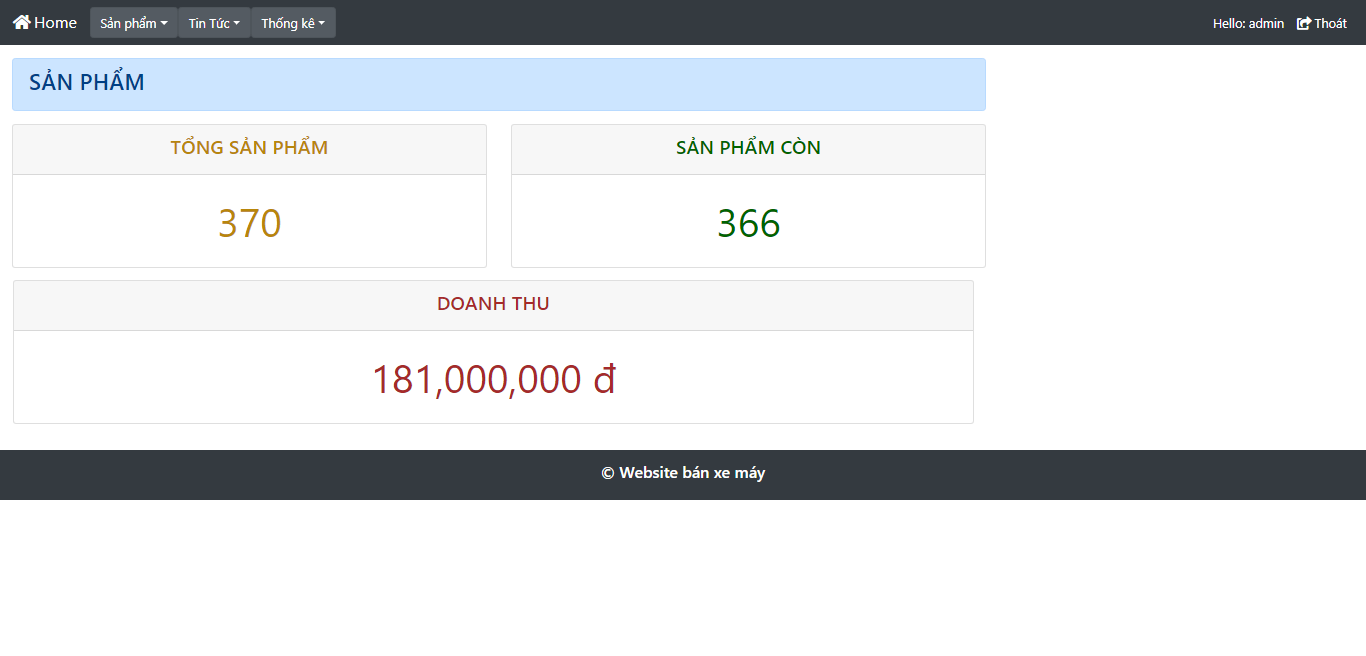 Home Sản phẩm Tin Tức Thống kê Hello: admin Thoát
SẢN PHẨM
TỔNG SẢN PHẨM
370
SẢN PHẨM CÒN
366
DOANH THU
181,000,000 đ
© Website bán xe máy